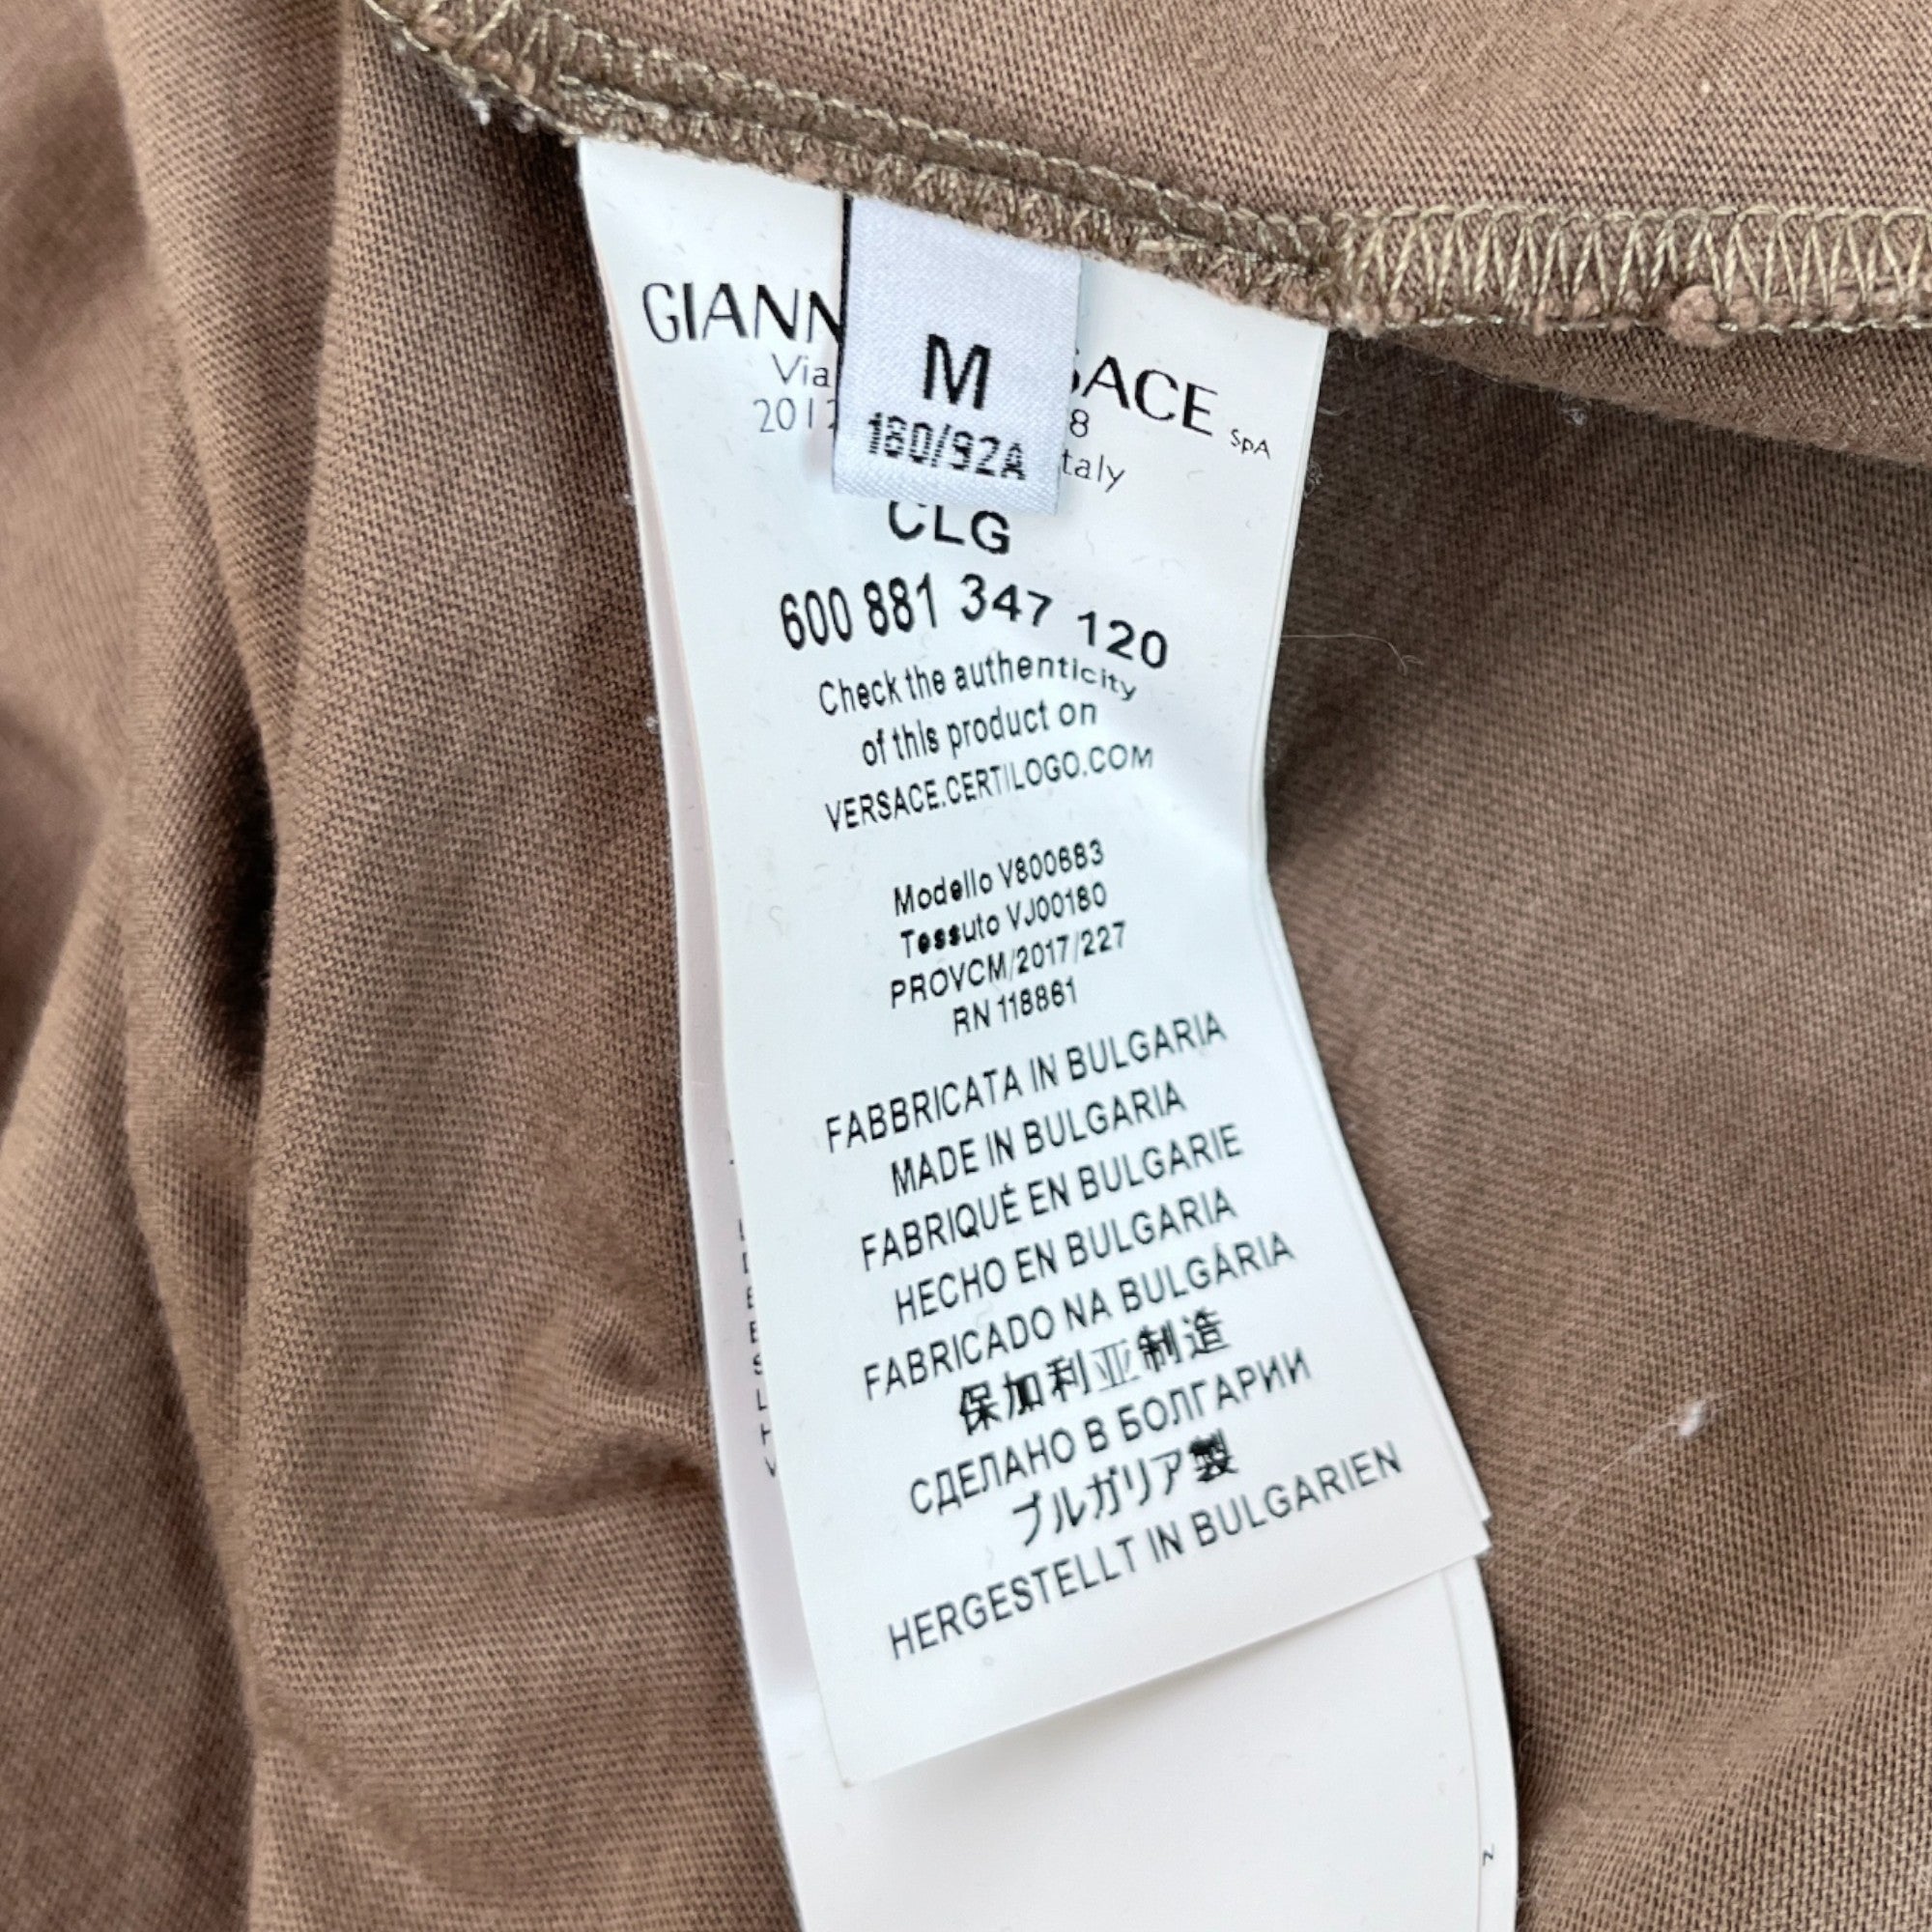 GIANN SACE SpA
M
Via 8
2012 taly
180/92A
CLG
600 881 347 120
Check the authenticity
of this product on
VERSACE.CERTILOGO.COM
Modello V800683
Tessuto VJ00180
PROVCM/2017/227
RN 118861
FABBRICATA IN BULGARIA
MADE IN BULGARIA
FABRIQUÉ EN BULGARIE
HECHO EN BULGARIA
FABRICADO NA BULGÁRIA
保加利亚制造
СДЕЛАНО В БОЛГАРИИ
ブルガリア製
HERGESTELLT IN BULGARIEN